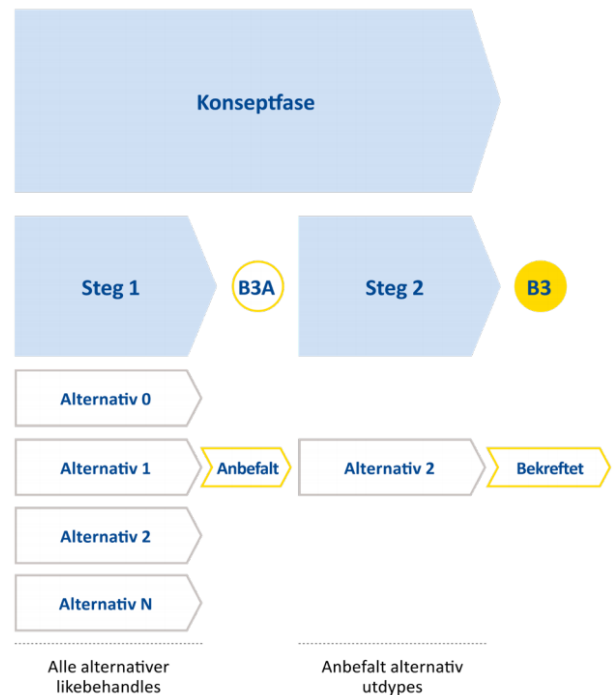 Konseptfase
Steg 1
B3A
Steg 2
B3
Alternativ 0
Alternativ 1
Anbefalt
Alternativ 2
Bekreftet
Alternativ 2
Alternativ N
Alle alternativer
likebehandles
Anbefalt alternativ
utdypes